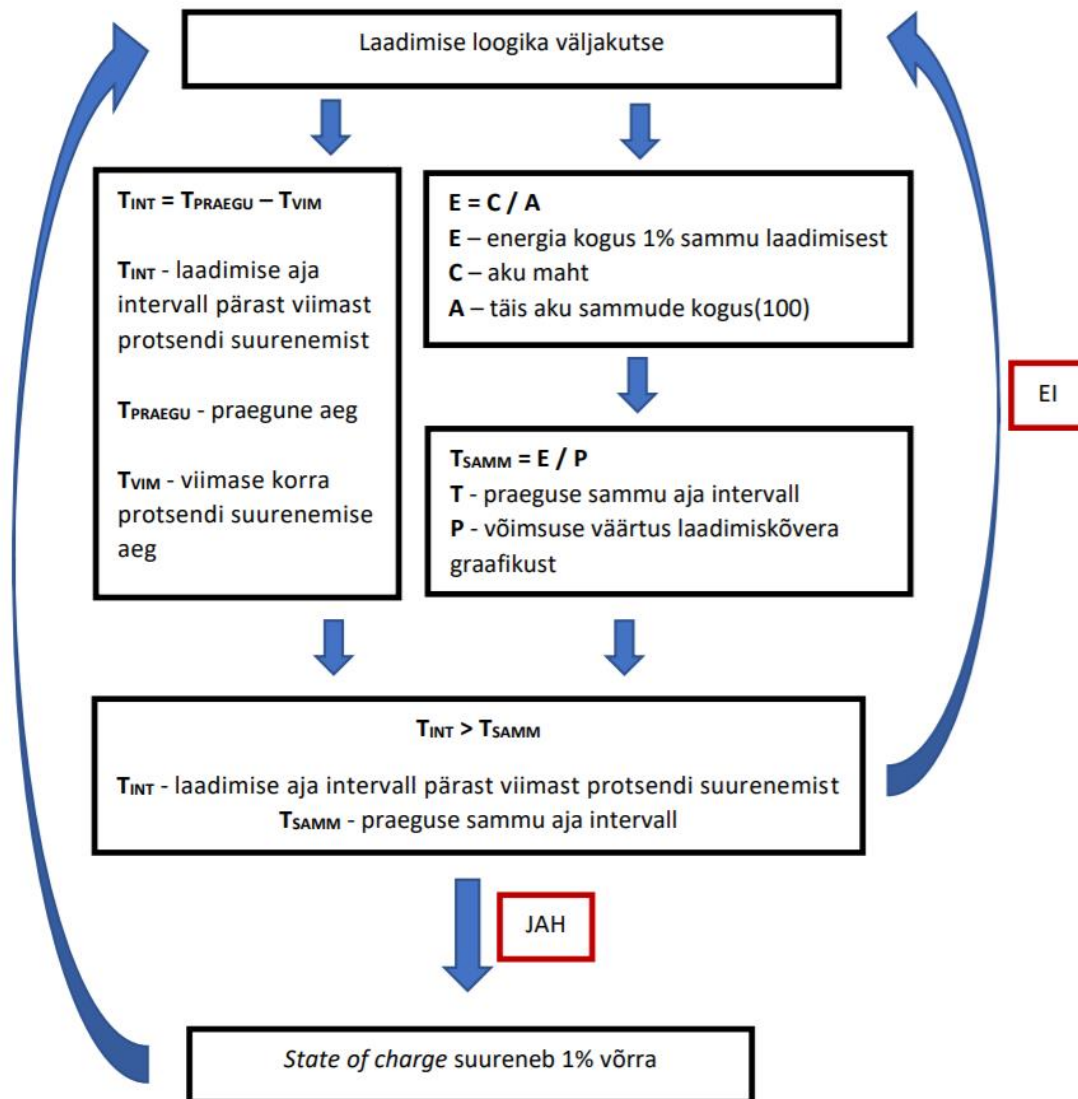 Laadimise loogika väljakutse
TINT = TPRAEGU – TVIM
TINT - laadimise aja
intervall pärast viimast
protsendi suurenemist
TPRAEGU - praegune aeg
TVIM - viimase korra
protsendi suurenemise
aeg
E = C / A
E – energia kogus 1% sammu laadimisest
C – aku maht
A – täis aku sammude kogus(100)
TSAMM = E / P
T - praeguse sammu aja intervall
P - võimsuse väärtus laadimiskõvera
graafikust
EI
TINT > TSAMM
TINT - laadimise aja intervall pärast viimast protsendi suurenemist
TSAMM - praeguse sammu aja intervall
JAH
State of charge suureneb 1% võrra